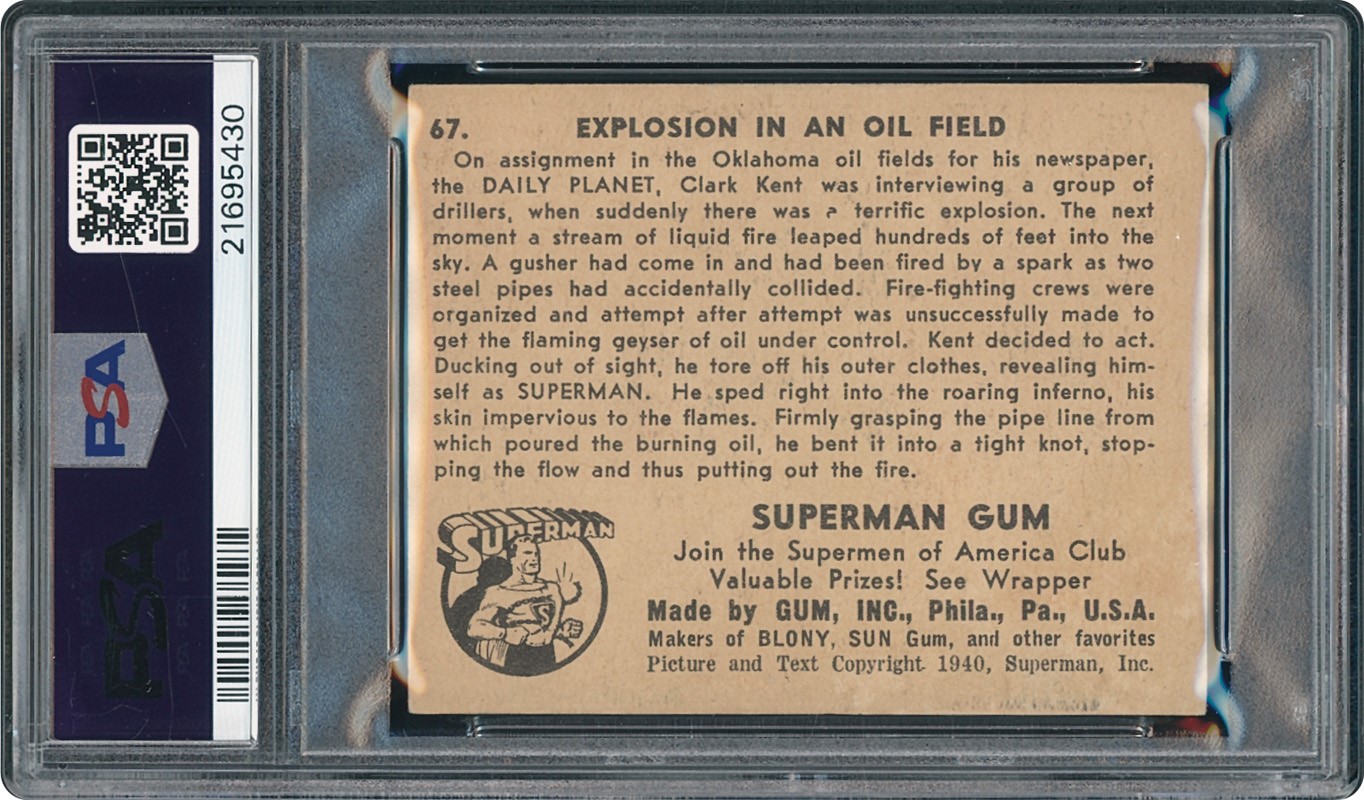 21695430
PSA
PSA
67. EXPLOSION IN AN OIL FIELD
On assignment in the Oklahoma oil fields for his newspaper,
the DAILY PLANET, Clark Kent was interviewing a group of
drillers, when suddenly there was a terrific explosion. The next
moment a stream of liquid fire leaped hundreds of feet into the
sky. A gusher had come in and had been fired by a spark as two
steel pipes had accidentally collided. Fire-fighting crews were
organized and attempt after attempt was unsuccessfully made to
get the flaming geyser of oil under control. Kent decided to act.
Ducking out of sight, he tore off his outer clothes, revealing him-
self as SUPERMAN. He sped right into the roaring inferno, his
skin impervious to the flames. Firmly grasping the pipe line from
which poured the burning oil, he bent it into a tight knot, stop-
ping the flow and thus putting out the fire.
SUPERMAN
S
SUPERMAN GUM
Join the Supermen of America Club
Valuable Prizes! See Wrapper
Made by GUM, INC., Phila., Pa., U.S.A.
Makers of BLONY, SUN Gum, and other favorites
Picture and Text Copyright 1940, Superman, Inc.